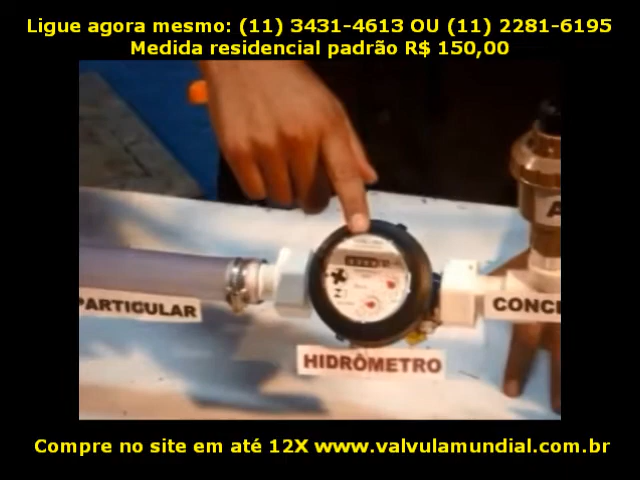 Ligue agora mesmo: (11) 3431-4613 OU (11) 2281-6195
Medida residencial padrão R$ 150,00
PARTICULAR
HIDRÔMETRO
Compre no site em até 12X www.valvulamundial.com.br